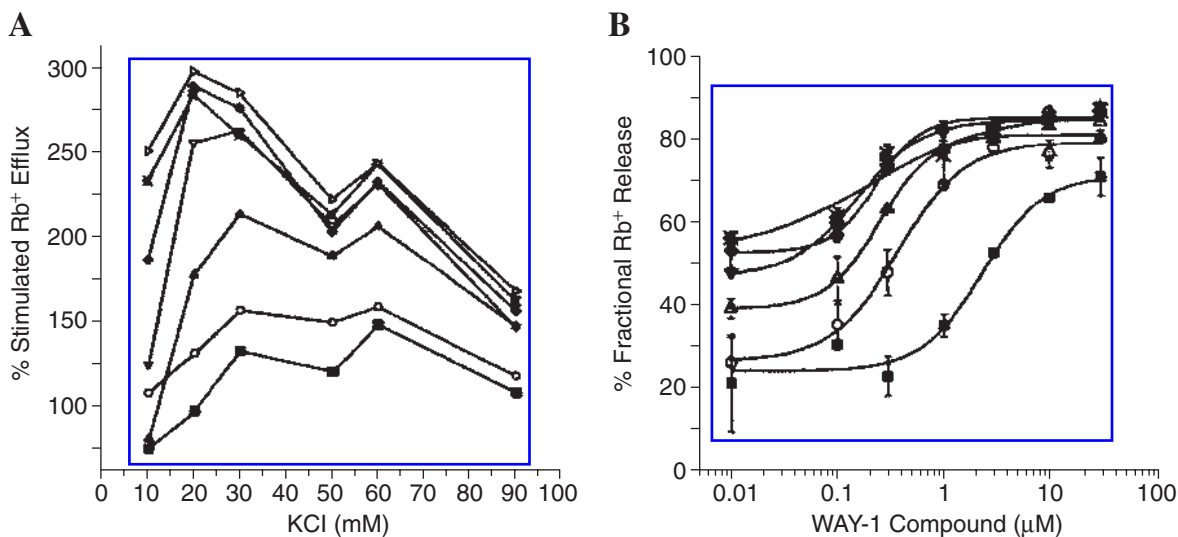 A
% Stimulated Rb+ Efflux
300
250
200
150
100
0 10 20 30 40 50 60 70 80 90 100
KCl (mM)
B
% Fractional Rb+ Release
100
80
60
40
20
0
0.01 0.1 1 10 100
WAY-1 Compound (μM)